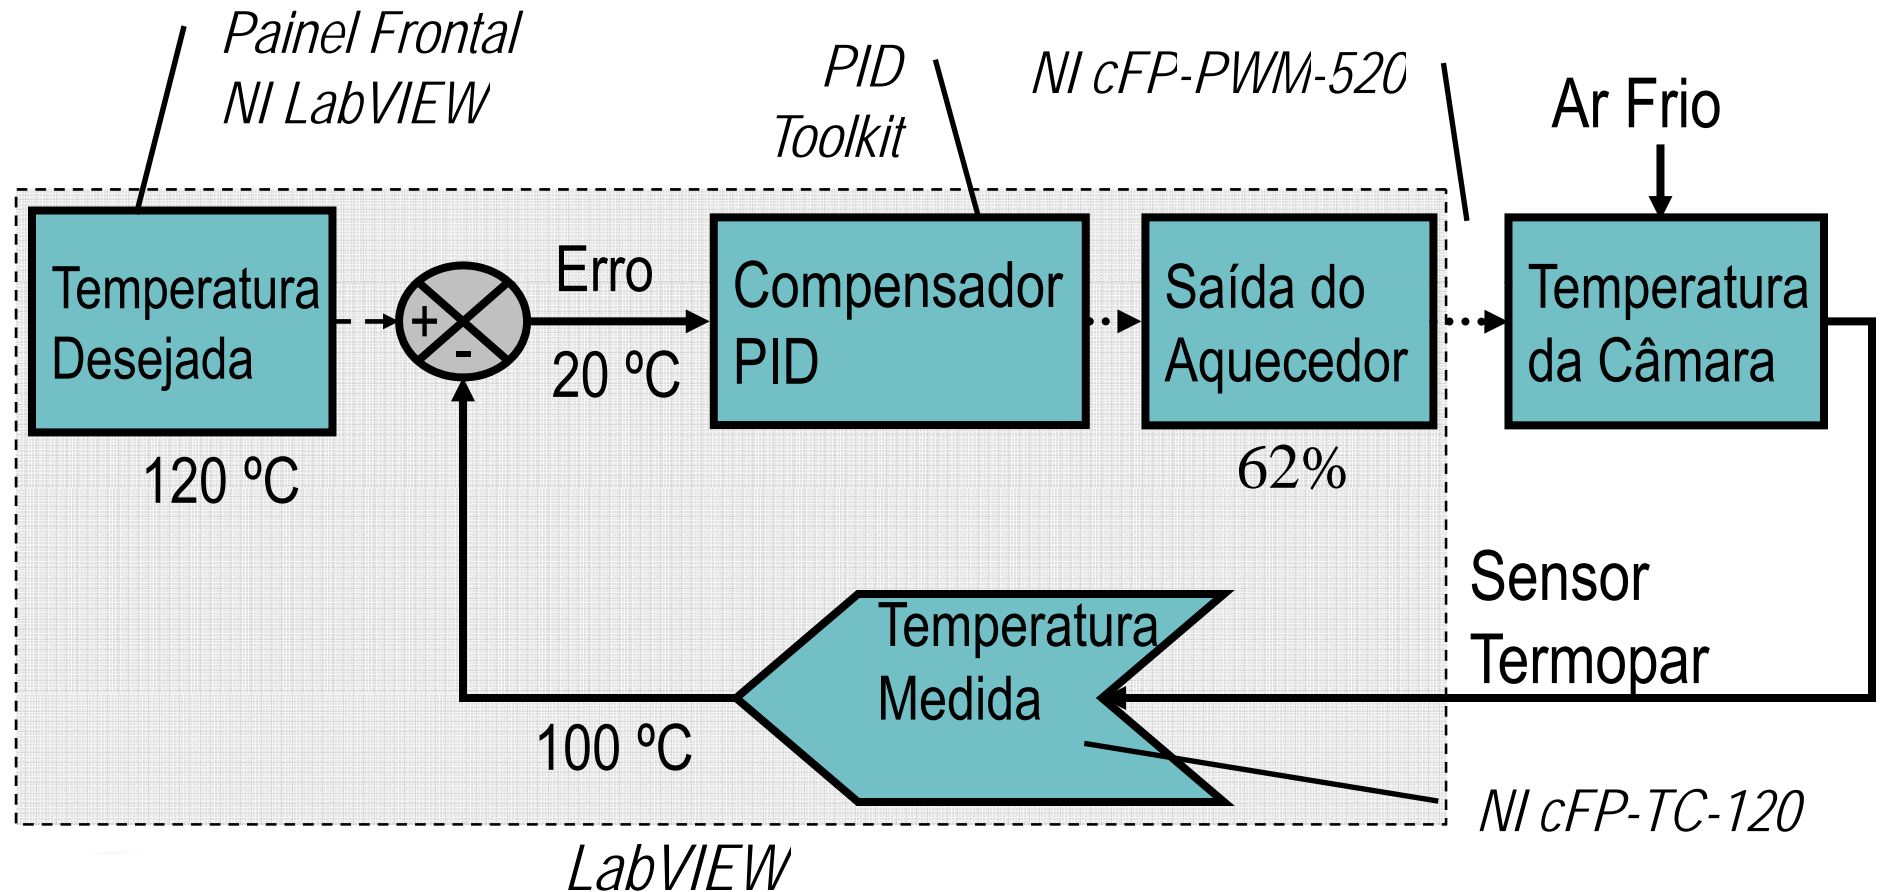 Painel Frontal
NI LabVIEW
PID
Toolkit
NI cFP-PWM-520
Ar Frio
Temperatura
Desejada
120 ºC
+
-
Erro
20 ºC
Compensador
PID
Saída do
Aquecedor
62%
Temperatura
da Câmara
Sensor
Termopar
Temperatura
Medida
100 ºC
NI cFP-TC-120
LabVIEW